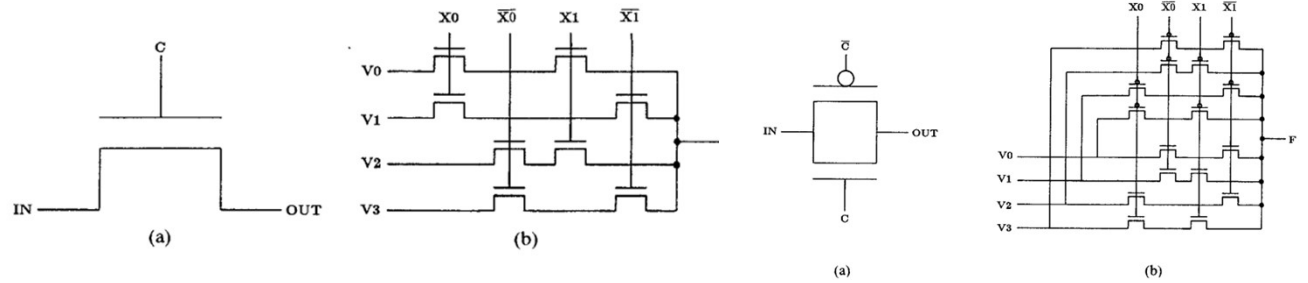 C
IN
OUT
(a)
X0 X̅0̅ X1 X̅1̅
V0
V1
V2
V3
(b)
C̅
IN
OUT
C
(a)
X0 X̅0̅ X1 X̅1̅
F
V0
V1
V2
V3
(b)